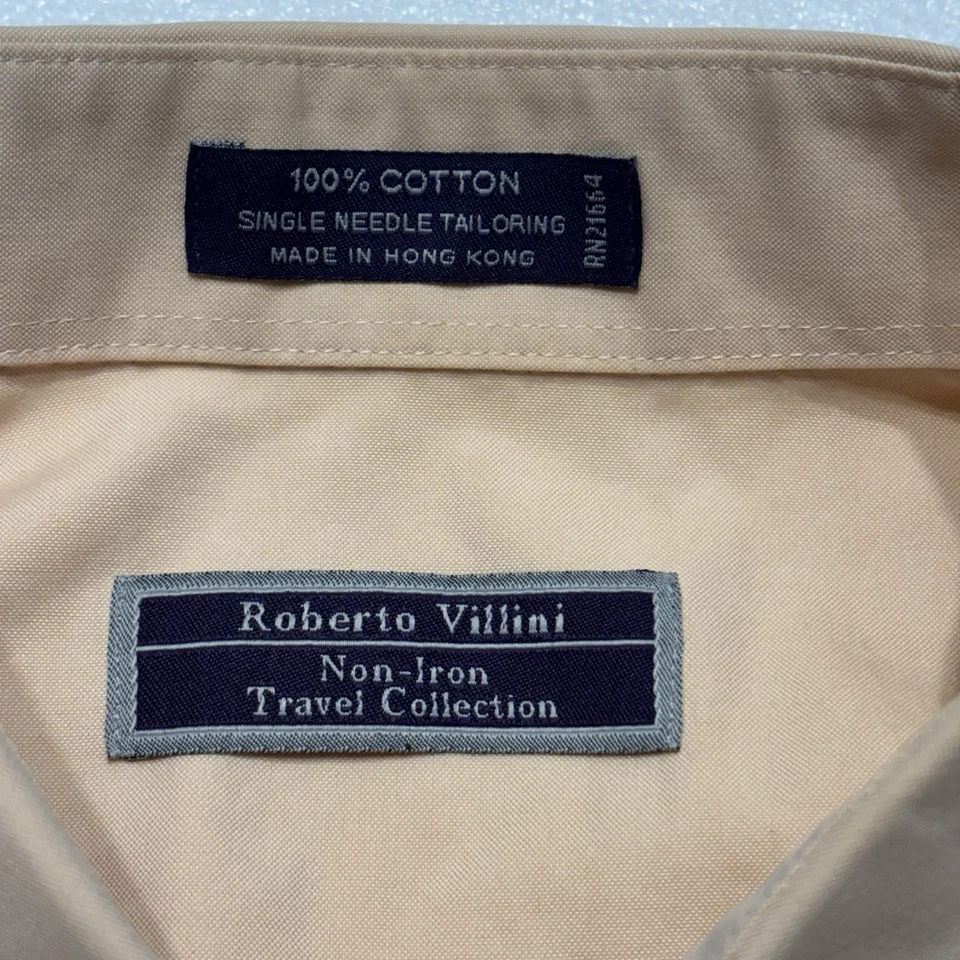 100% COTTON
SINGLE NEEDLE TAILORING
MADE IN HONG KONG
RN21664
Roberto Villini
Non-Iron
Travel Collection